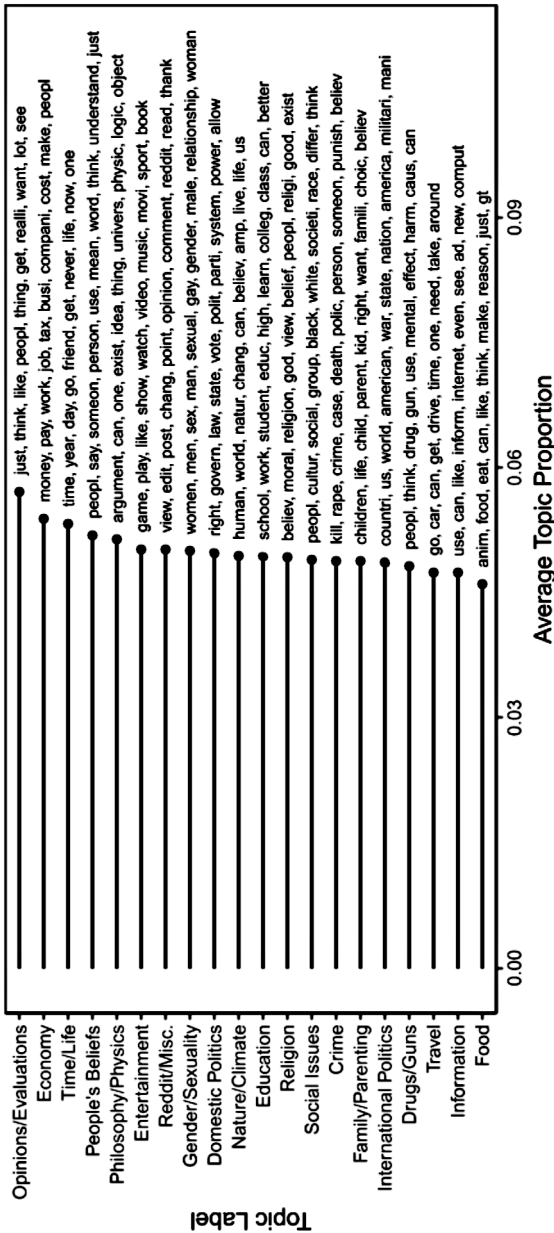 Topic Label
Opinions/Evaluations
just, think, like, peopl, thing, get, realli, want, lot, see
Economy
money, pay, work, job, tax, busi, compani, cost, make, peopl
Time/Life
time, year, day, go, friend, get, never, life, now, one
People's Beliefs
peopl, say, someon, person, use, mean, word, think, understand, just
Philosophy/Physics
argument, can, one, exist, idea, thing, univers, physic, logic, object
Entertainment
game, play, like, show, watch, video, music, movi, sport, book
Reddit/Misc.
view, edit, post, chang, point, opinion, comment, reddit, read, thank
Gender/Sexuality
women, men, sex, man, sexual, gay, gender, male, relationship, woman
Domestic Politics
right, govern, law, state, vote, polit, parti, system, power, allow
Nature/Climate
human, world, natur, chang, can, believ, amp, live, life, us
Education
school, work, student, educ, high, learn, colleg, class, can, better
Religion
believ, moral, religion, god, view, belief, peopl, religi, good, exist
Social Issues
peopl, cultur, social, group, black, white, societi, race, differ, think
Crime
kill, rape, crime, case, death, polic, person, someon, punish, believ
Family/Parenting
children, life, child, parent, kid, right, want, famili, choic, believ
International Politics
countri, us, world, american, war, state, nation, america, militari, mani
Drugs/Guns
peopl, think, drug, gun, use, mental, effect, harm, caus, can
Travel
go, car, can, get, drive, time, one, need, take, around
Information
use, can, like, inform, internet, even, see, ad, new, comput
Food
anim, food, eat, can, like, think, make, reason, just, gt
0.00
0.03
0.06
0.09
Average Topic Proportion